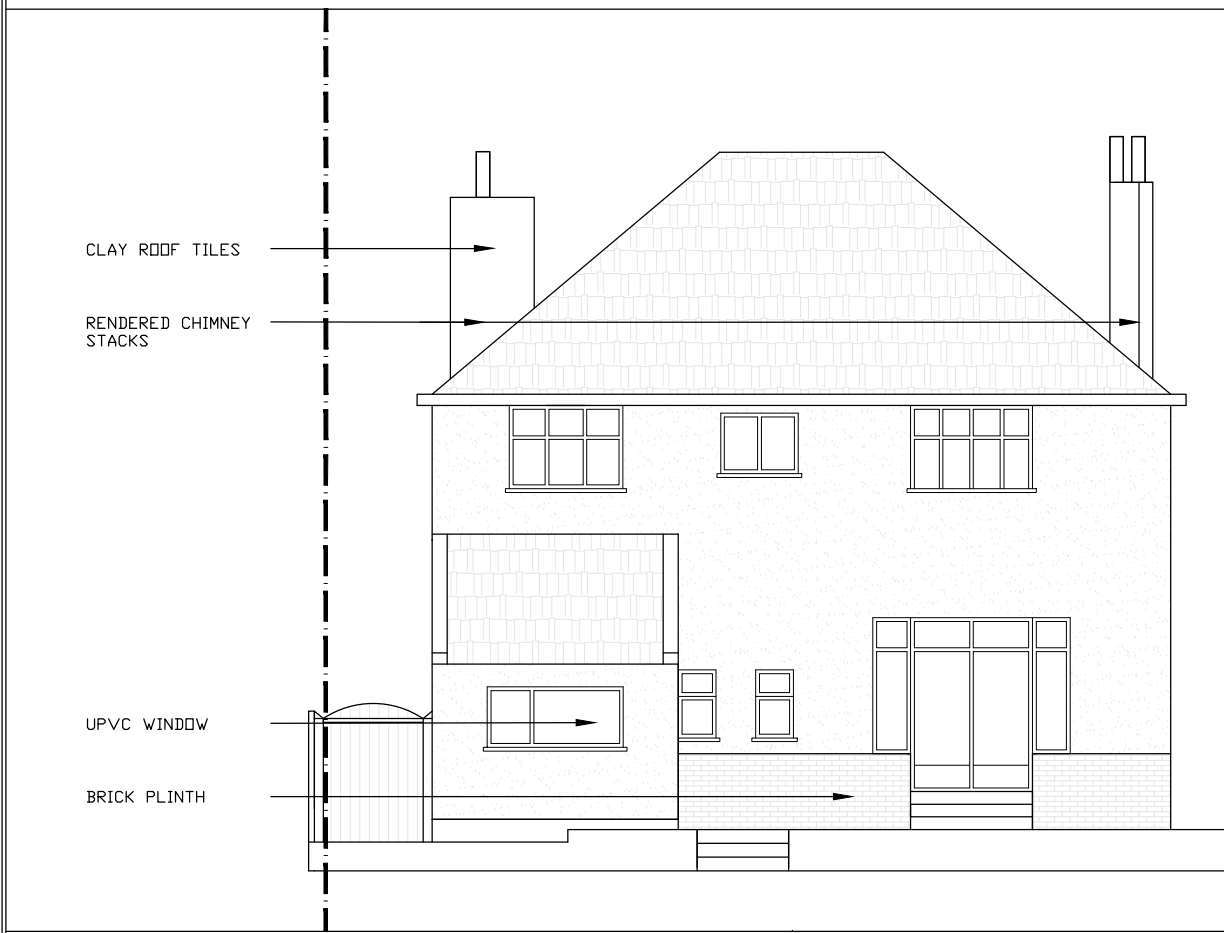 CLAY ROOF TILES
RENDERED CHIMNEY
STACKS
UPVC WINDOW
BRICK PLINTH